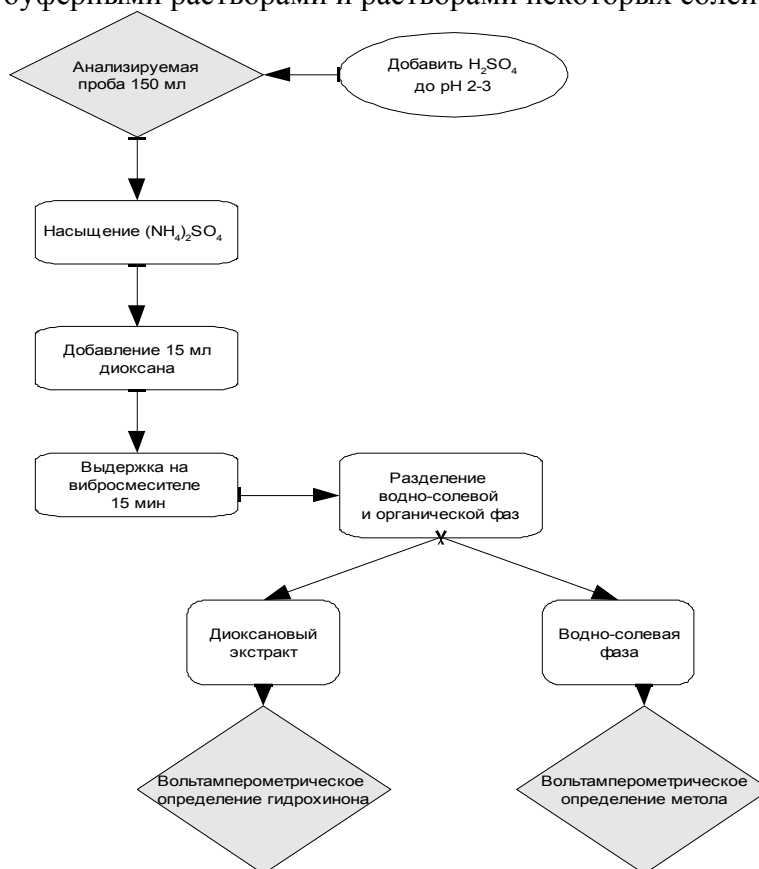 буферными растворами и растворами некоторых солей
Анализируемая
проба 150 мл
Добавить H₂SO₄
до pH 2-3
Насыщение (NH₄)₂SO₄
Добавление 15 мл
диоксана
Выдержка на
вибросмесителе
15 мин
Разделение
водно-солевой
и органической фаз
Диоксановый
экстракт
Водно-солевая
фаза
Вольтамперометрическое
определение гидрохинона
Вольтамперометрическое
определение метола